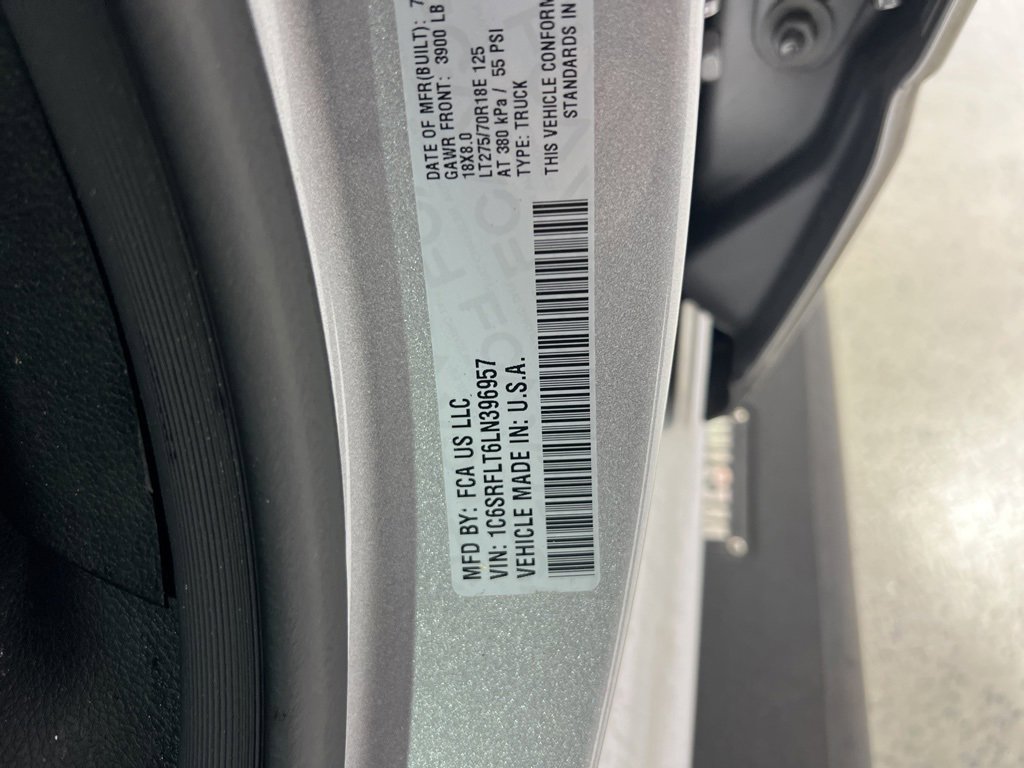 MFD BY: FCA US LLC
VIN: 1C6SRFLT6LN396957
VEHICLE MADE IN: U.S.A.
DATE OF MFR(BUILT): 7
GAWR FRONT: 3900 LB
18X8.0
LT275/70R18E 125
AT 380 kPa / 55 PSI
TYPE: TRUCK
THIS VEHICLE CONFORM
STANDARDS IN